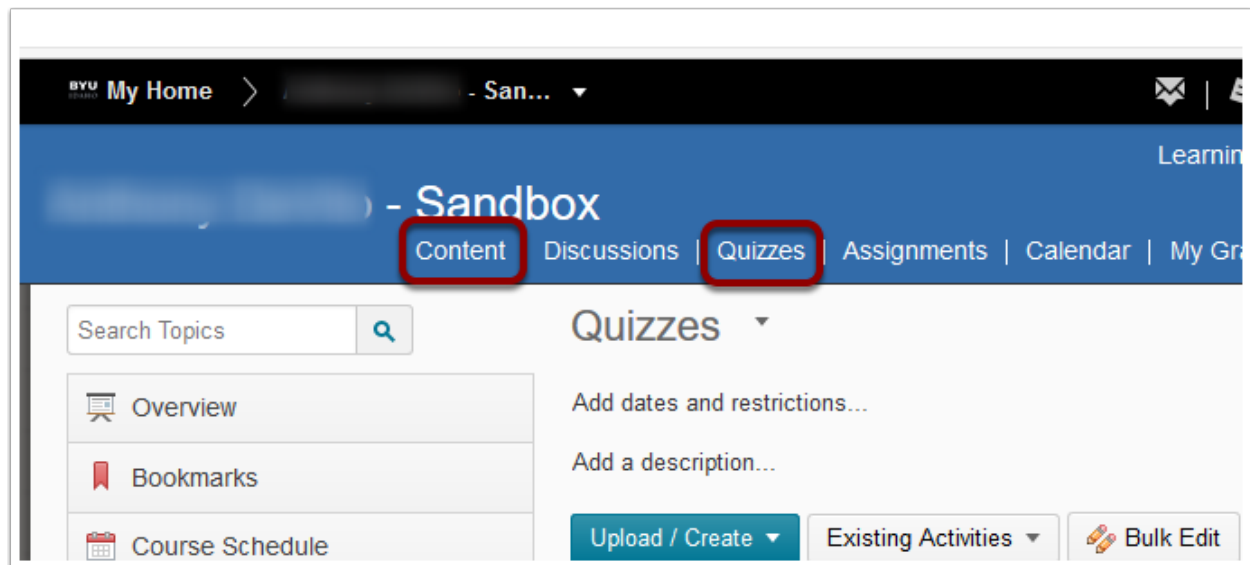 BYU IDAHO My Home - San...
Learnin
- Sandbox
Content Discussions | Quizzes | Assignments | Calendar | My Gra
Search Topics
Quizzes
Overview
Add dates and restrictions...
Add a description...
Bookmarks
Course Schedule
Upload / Create Existing Activities Bulk Edit